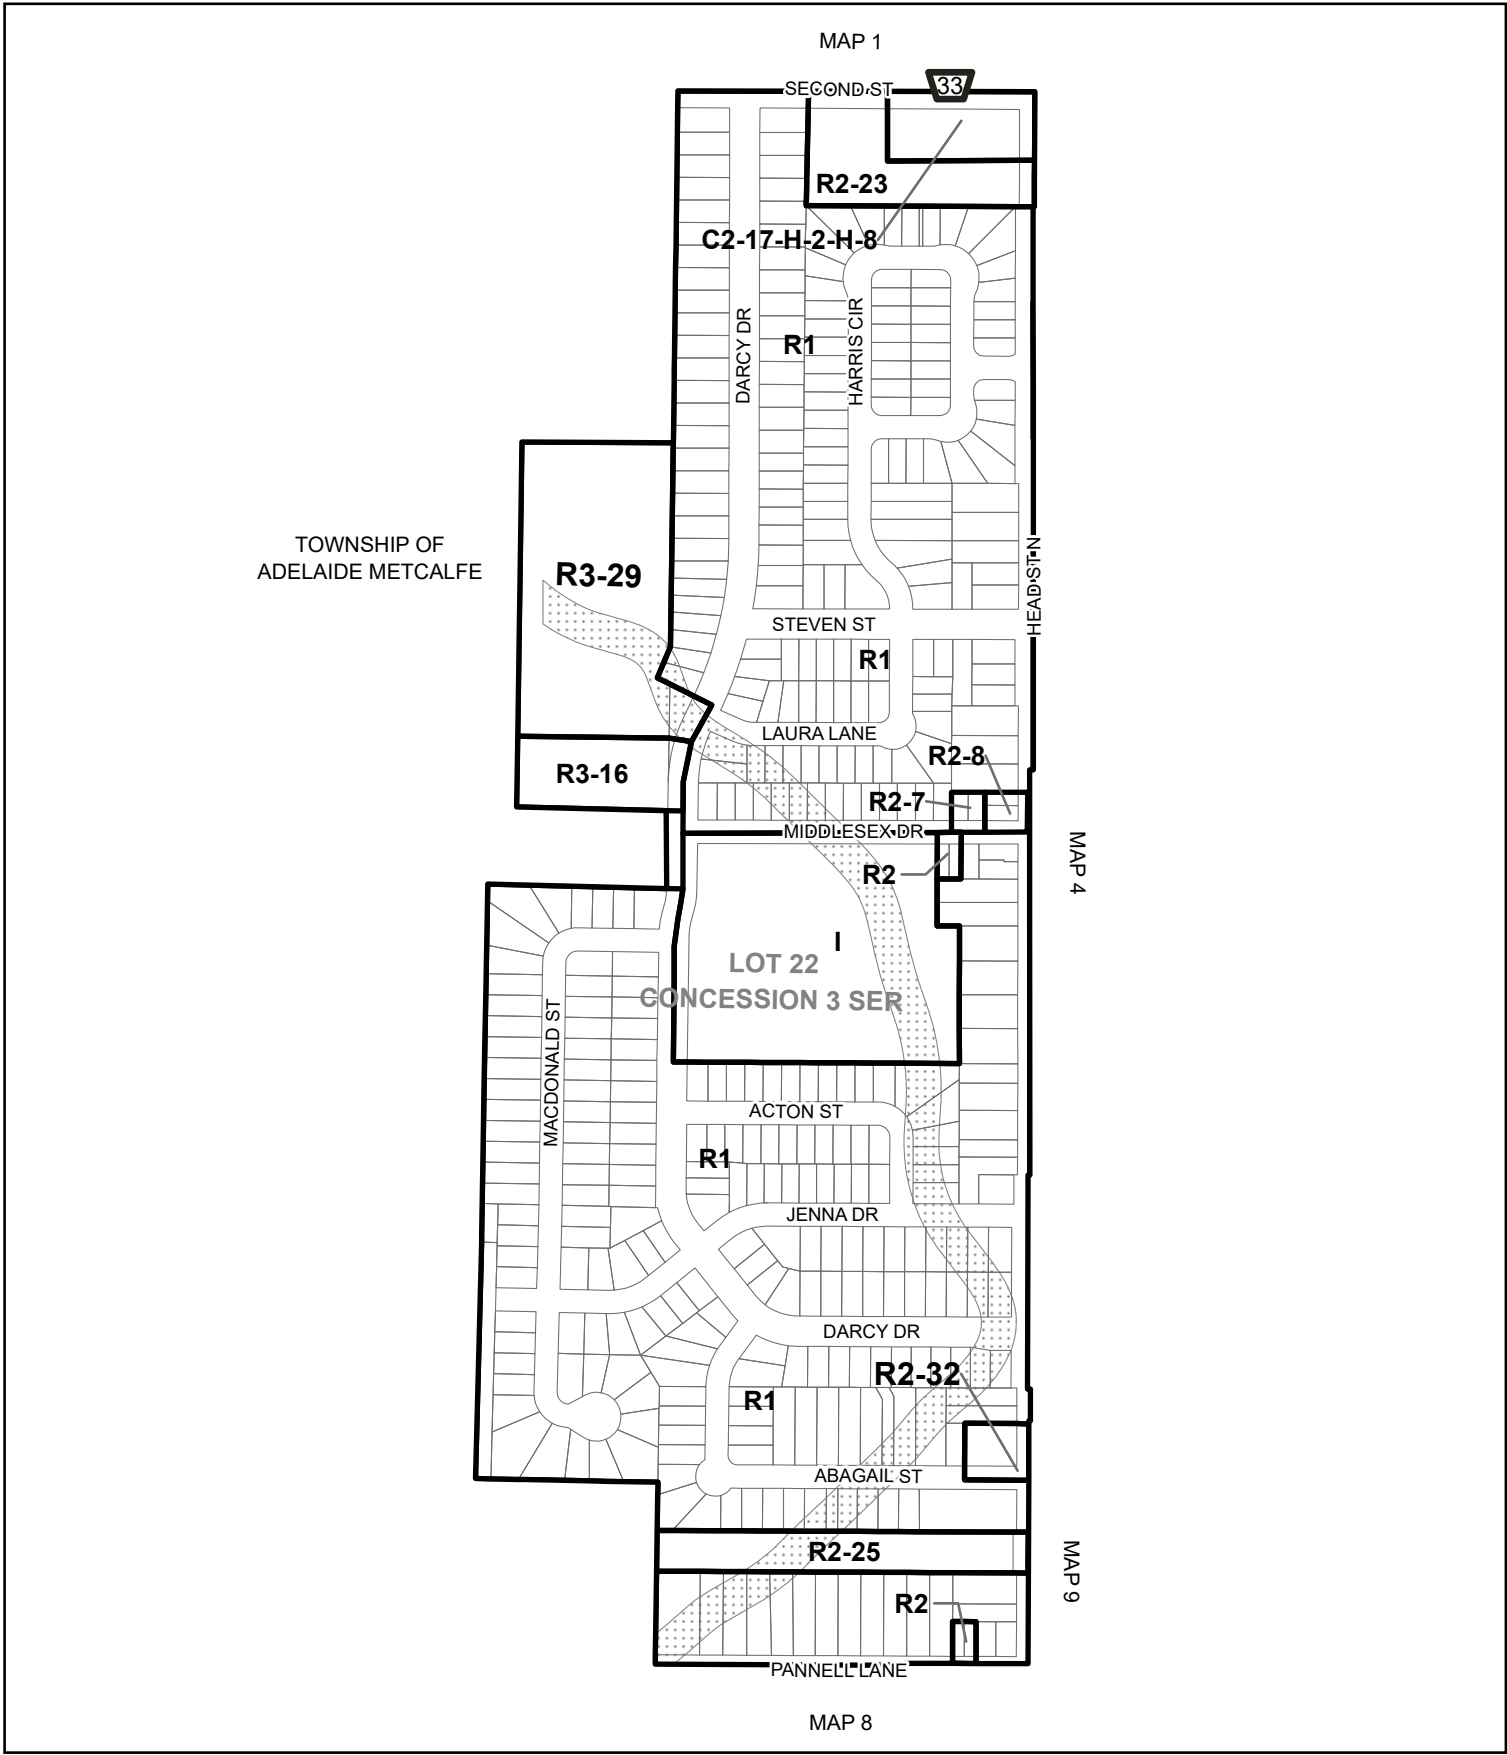 MAP 1
33
SECOND ST
R2-23
C2-17-H-2-H-8
DARCY DR
HARRIS CIR
R1
TOWNSHIP OF
ADELAIDE METCALFE
R3-29
HEAD ST N
STEVEN ST
R1
LAURA LANE
R2-8
R3-16
R2-7
MIDDLESEX DR
MAP 4
R2
I
LOT 22
CONCESSION 3 SER
MACDONALD ST
ACTON ST
R1
JENNA DR
DARCY DR
R2-32
R1
ABAGAIL ST
R2-25
MAP 9
R2
PANNELL LANE
MAP 8